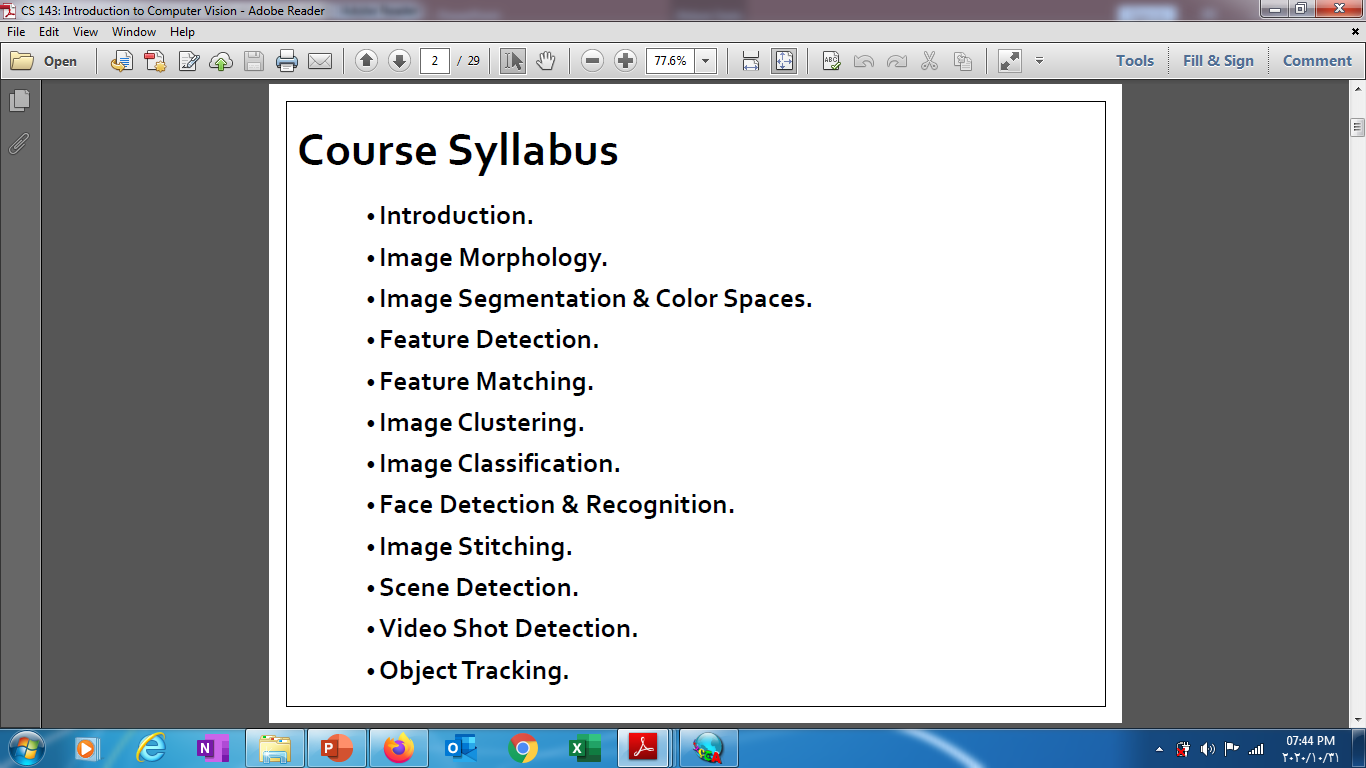 CS 143: Introduction to Computer Vision - Adobe Reader
File Edit View Window Help
Open 2 / 29 77.6% Tools Fill & Sign Comment
Course Syllabus
• Introduction.
• Image Morphology.
• Image Segmentation & Color Spaces.
• Feature Detection.
• Feature Matching.
• Image Clustering.
• Image Classification.
• Face Detection & Recognition.
• Image Stitching.
• Scene Detection.
• Video Shot Detection.
• Object Tracking.
07:44 PM
٢٠٢٠/١٠/٣١